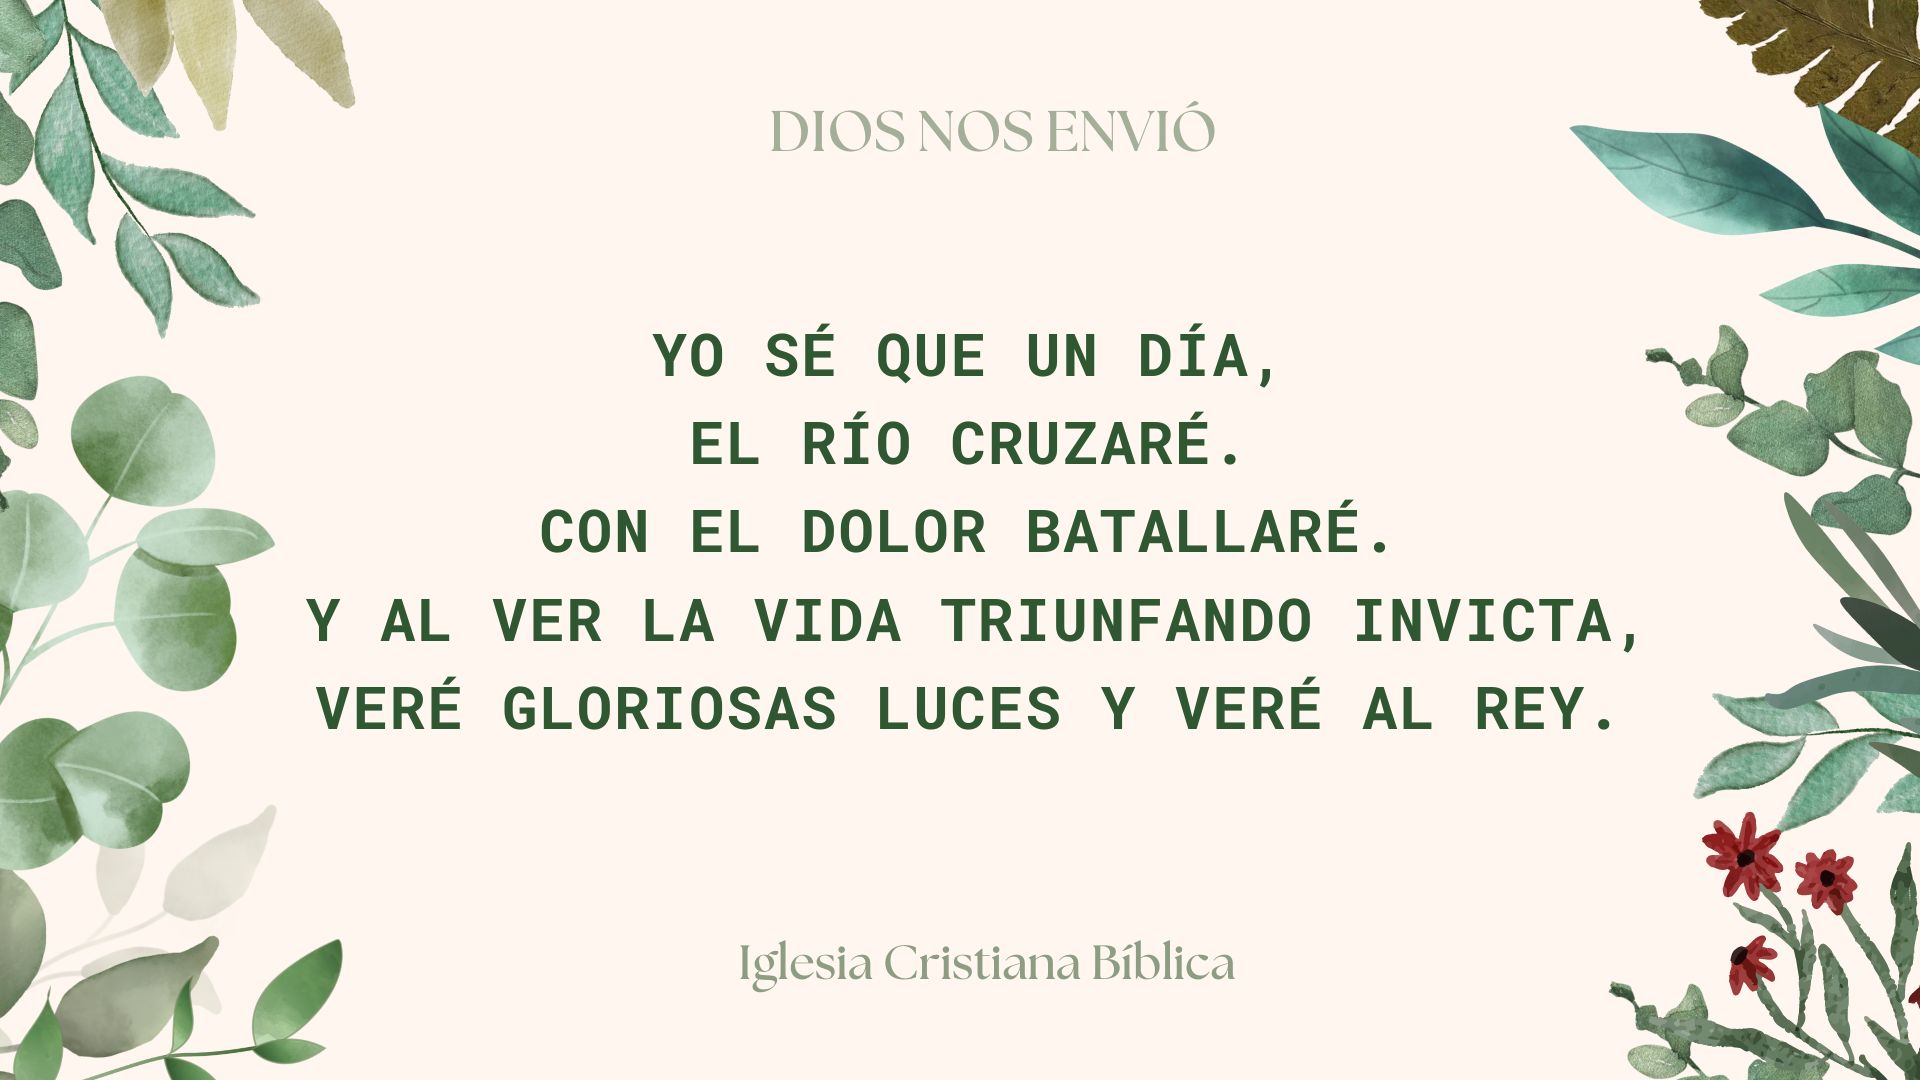 DIOS NOS ENVIÓ
YO SÉ QUE UN DÍA,
EL RÍO CRUZARÉ.
CON EL DOLOR BATALLARÉ.
Y AL VER LA VIDA TRIUNFANDO INVICTA,
VERÉ GLORIOSAS LUCES Y VERÉ AL REY.
Iglesia Cristiana Bíblica